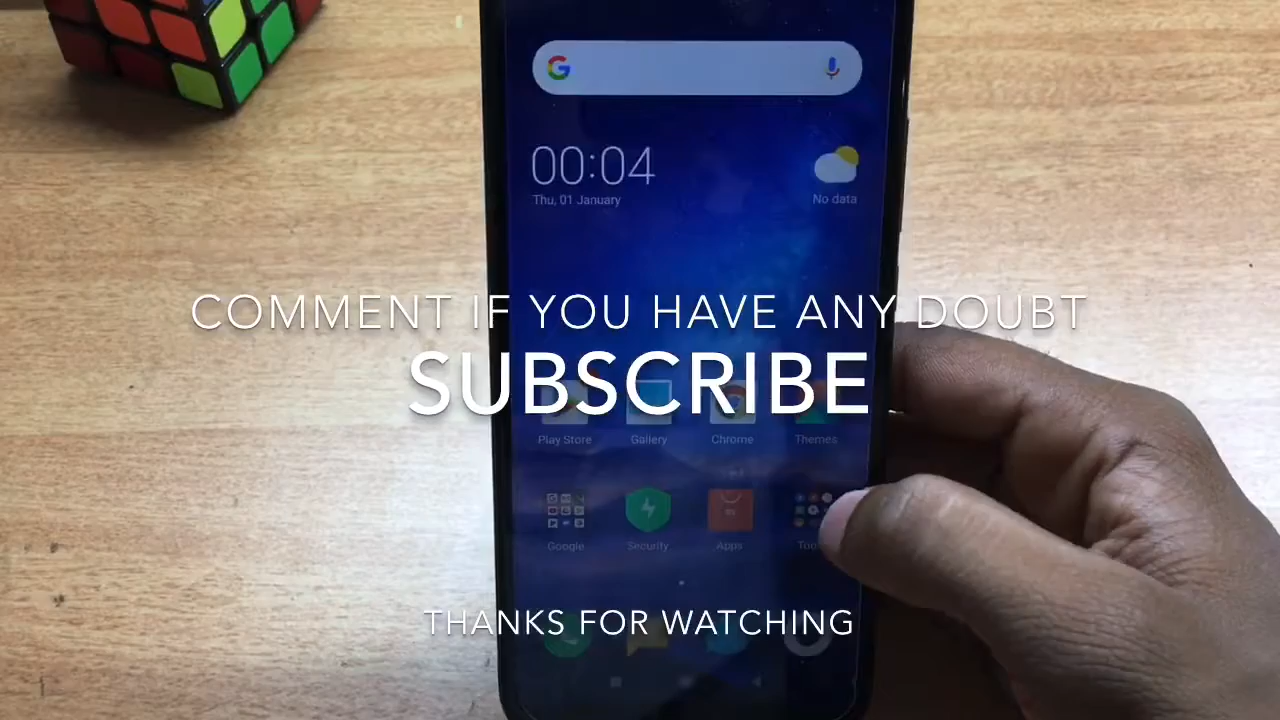 00:04
Thu, 01 January
No data
COMMENT IF YOU HAVE ANY DOUBT
SUBSCRIBE
Play Store Gallery Chrome Themes
Google Security Apps
THANKS FOR WATCHING